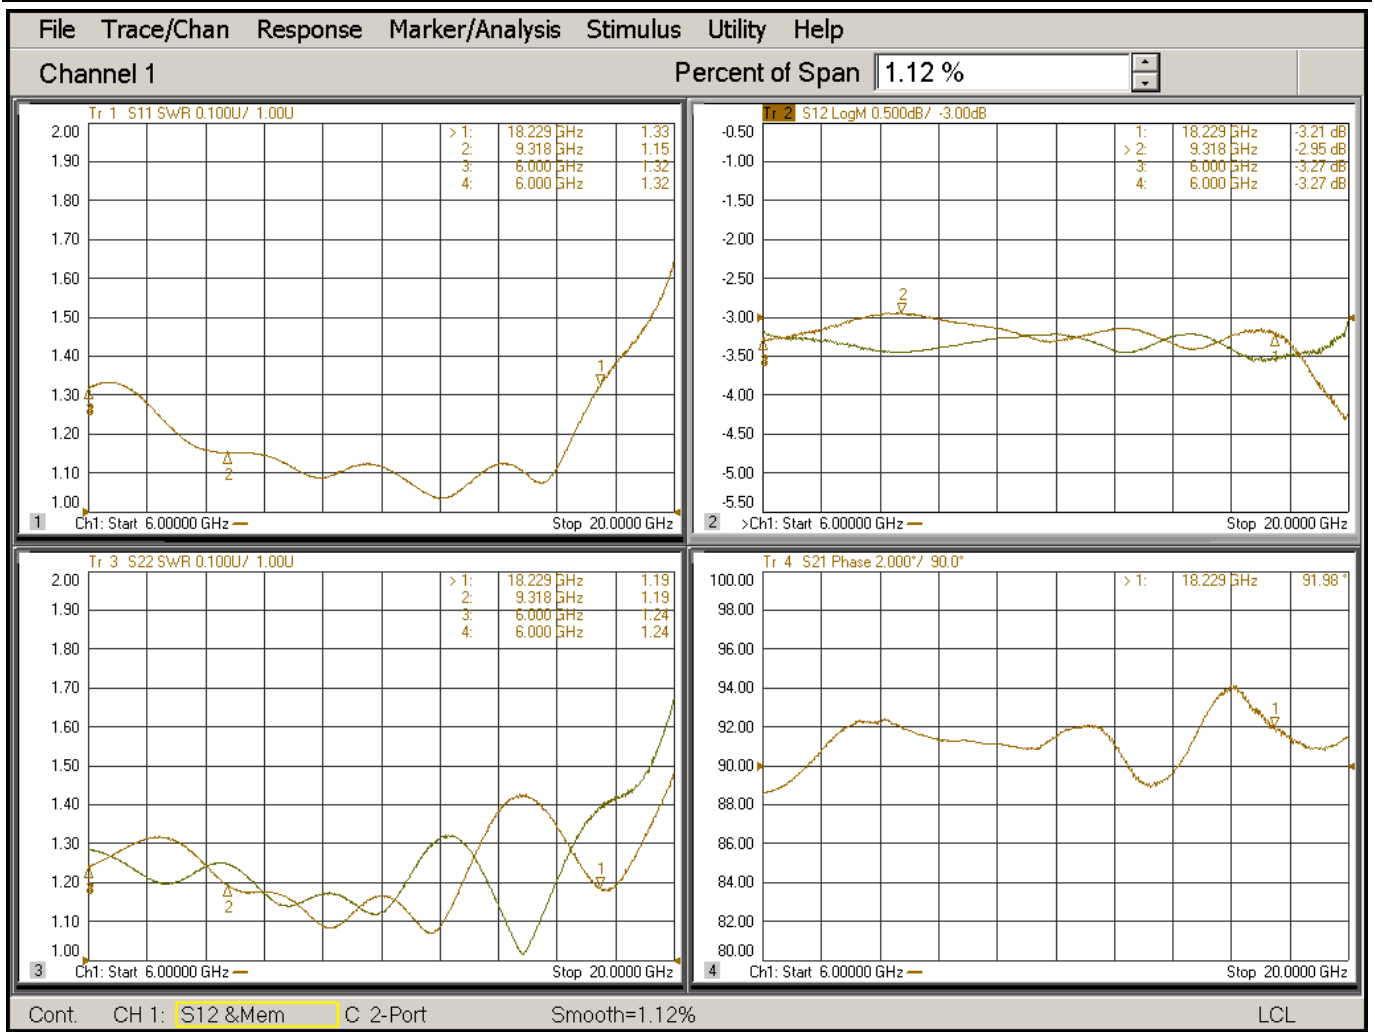 File Trace/Chan Response Marker/Analysis Stimulus Utility Help
Channel 1
Percent of Span 1.12 %
Tr 1 S11 SWR 0.100U/ 1.00U
> 1: 18.229 GHz 1.33
2: 9.318 GHz 1.15
3: 6.000 GHz 1.32
4: 6.000 GHz 1.32
2.00
1.90
1.80
1.70
1.60
1.50
1.40
1.30
1.20
1.10
1.00
1
2
1
Ch1: Start 6.00000 GHz
Stop 20.0000 GHz
Tr 2 S12 LogM 0.500dB/ -3.00dB
1: 18.229 GHz -3.21 dB
> 2: 9.318 GHz -2.95 dB
3: 6.000 GHz -3.27 dB
4: 6.000 GHz -3.27 dB
-0.50
-1.00
-1.50
-2.00
-2.50
-3.00
-3.50
-4.00
-4.50
-5.00
-5.50
2
1
2
>Ch1: Start 6.00000 GHz
Stop 20.0000 GHz
Tr 3 S22 SWR 0.100U/ 1.00U
> 1: 18.229 GHz 1.19
2: 9.318 GHz 1.19
3: 6.000 GHz 1.24
4: 6.000 GHz 1.24
2.00
1.90
1.80
1.70
1.60
1.50
1.40
1.30
1.20
1.10
1.00
1
2
3
Ch1: Start 6.00000 GHz
Stop 20.0000 GHz
Tr 4 S21 Phase 2.000°/ 90.0°
> 1: 18.229 GHz 91.98 °
100.00
98.00
96.00
94.00
92.00
90.00
88.00
86.00
84.00
82.00
80.00
1
4
Ch1: Start 6.00000 GHz
Stop 20.0000 GHz
Cont. CH 1: S12 &Mem C 2-Port Smooth=1.12% LCL